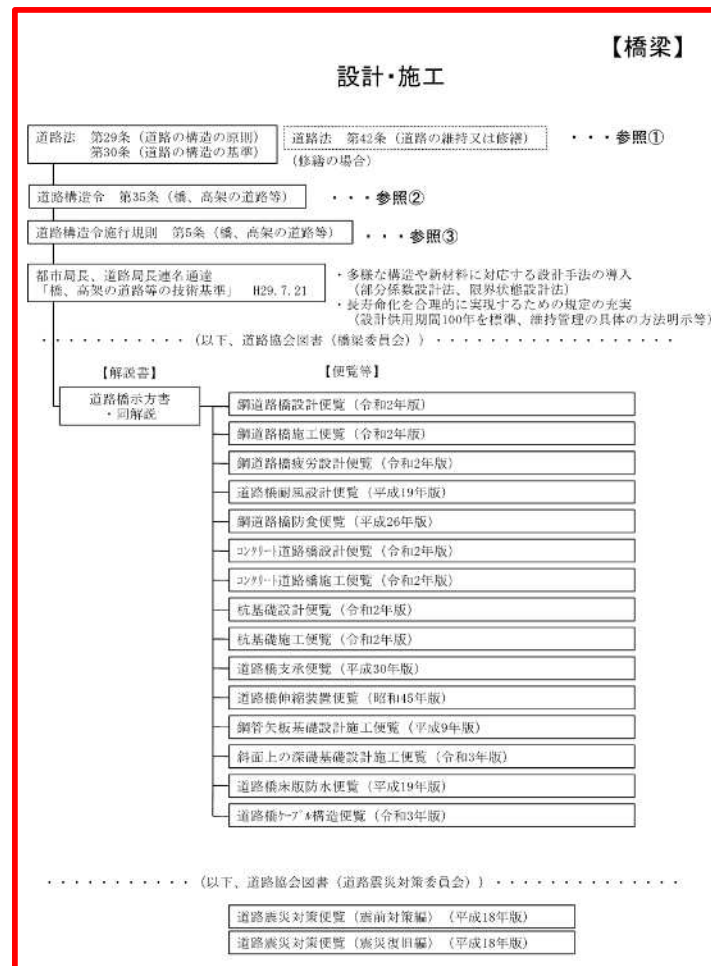 【橋梁】
設計・施工
道路法　第29条（道路の構造の原則）
第30条（道路の構造の基準）
道路法　第42条（道路の維持又は修繕）
・・・参照①
（修繕の場合）
道路構造令　第35条（橋、高架の道路等）
・・・参照②
道路構造令施行規則　第5条（橋、高架の道路等）
・・・参照③
都市局長、道路局長連名通達
「橋、高架の道路等の技術基準」　H29.7.21
・多様な構造や新材料に対応する設計手法の導入
（部分係数設計法、限界状態設計法）
・長寿命化を合理的に実現するための規定の充実
（設計供用期間100年を標準、維持管理の具体の方法明示等）
・・・・・・・・・・・（以下、道路協会図書（橋梁委員会））・・・・・・・・・・・・・・・・・・
【解説書】
【便覧等】
道路橋示方書
・同解説
鋼道路橋設計便覧（令和2年版）
鋼道路橋施工便覧（令和2年版）
鋼道路橋疲労設計便覧（令和2年版）
道路橋耐風設計便覧（平成19年版）
鋼道路橋防食便覧（平成26年版）
ｺﾝｸﾘｰﾄ道路橋設計便覧（令和2年版）
ｺﾝｸﾘｰﾄ道路橋施工便覧（令和2年版）
杭基礎設計便覧（令和2年版）
杭基礎施工便覧（令和2年版）
道路橋支承便覧（平成30年版）
道路橋伸縮装置便覧（昭和45年版）
鋼管矢板基礎設計施工便覧（平成9年版）
斜面上の深礎基礎設計施工便覧（令和3年版）
道路橋床版防水便覧（平成19年版）
道路橋ｹｰﾌﾞﾙ構造便覧（令和3年版）
・・・・・・・・・・・（以下、道路協会図書（道路震災対策委員会））・・・・・・・・・・・・・・
道路震災対策便覧（震前対策編）（平成18年版）
道路震災対策便覧（震災復旧編）（平成18年版）